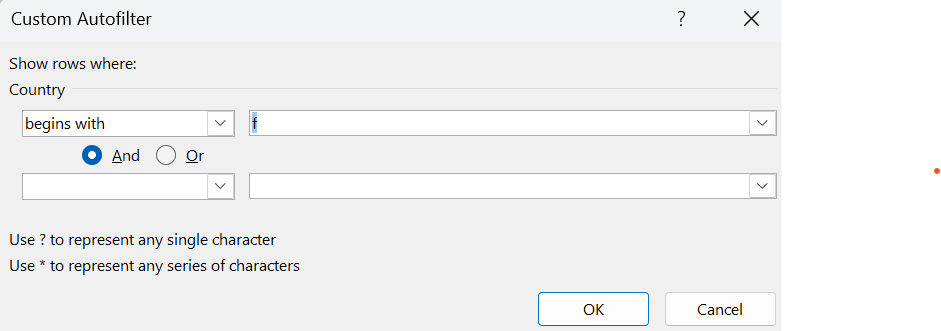 Custom Autofilter ?
Show rows where:
Country
begins with f
And Or
Use ? to represent any single character
Use * to represent any series of characters
OK Cancel